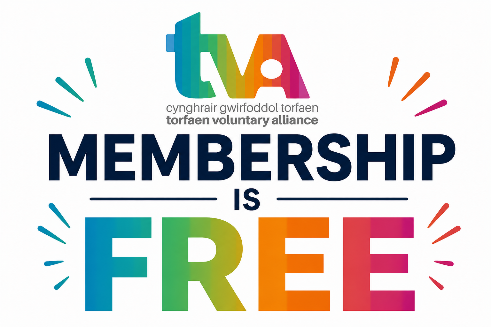 tva
cynghrair gwirfoddol torfaen
torfaen voluntary alliance
MEMBERSHIP
IS
FREE